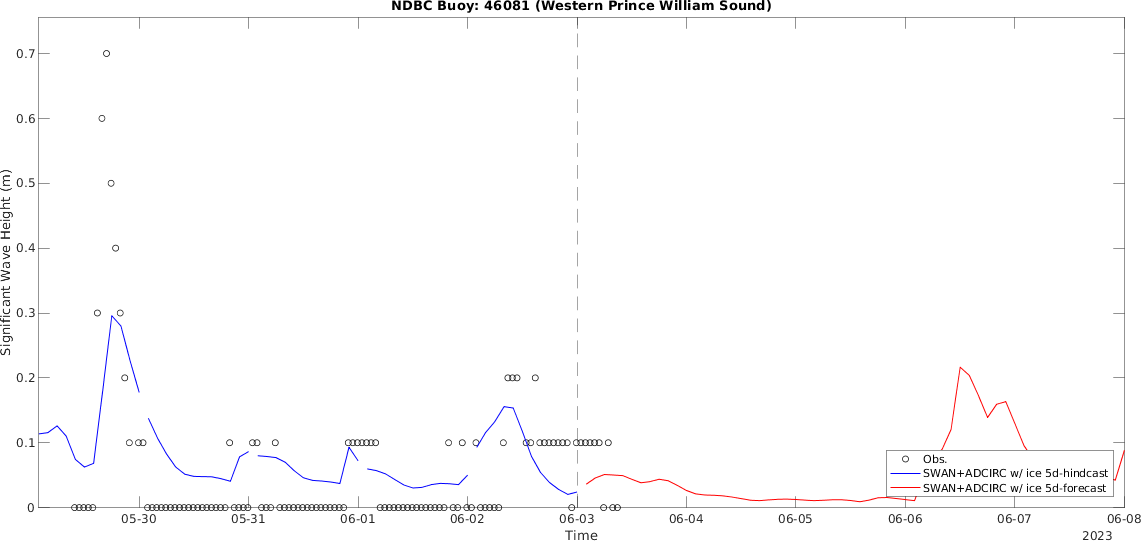 NDBC Buoy: 46081 (Western Prince William Sound)
Significant Wave Height (m)
0.7
0.6
0.5
0.4
0.3
0.2
0.1
0
Obs.
SWAN+ADCIRC w/ ice 5d-hindcast
SWAN+ADCIRC w/ ice 5d-forecast
05-30 05-31 06-01 06-02 06-03 06-04 06-05 06-06 06-07 06-08
Time
2023